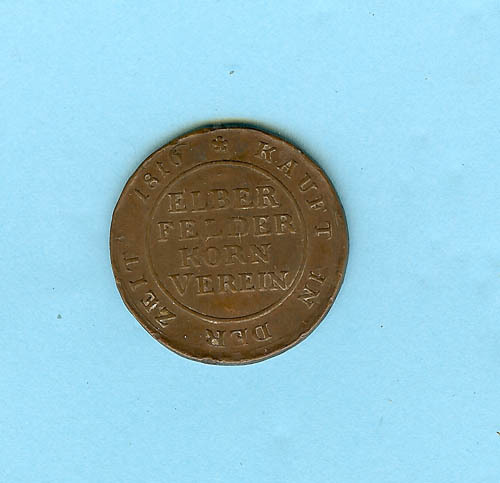 KAUFT IN DER ZEIT 1816
ELBER
FELDER
KORN
VEREIN